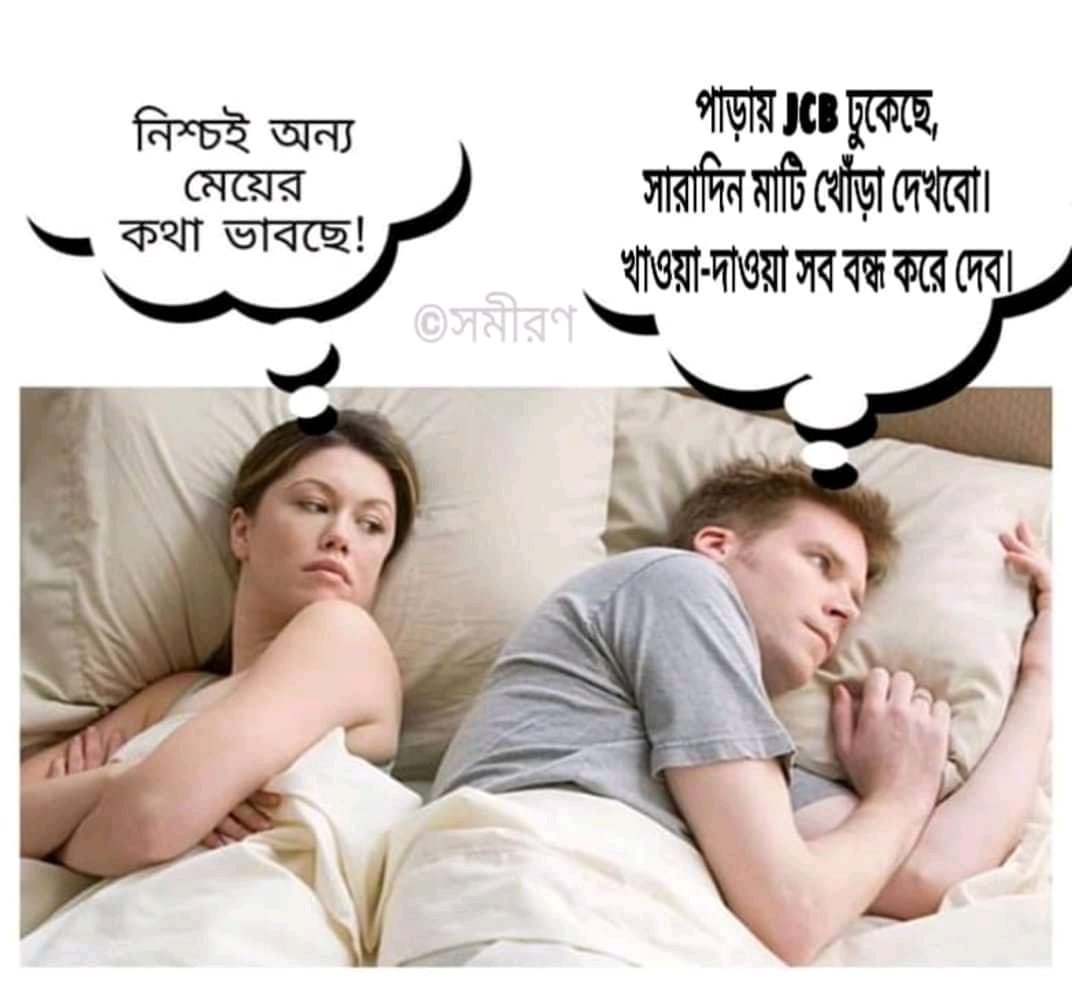 নিশ্চই অন্য
মেয়ের
কথা ভাবছে!
পাড়ায় JCB ঢুকেছে,
সারাদিন মাটি খোঁড়া দেখবো।
খাওয়া-দাওয়া সব বন্ধ করে দেব।
©সমীরণ